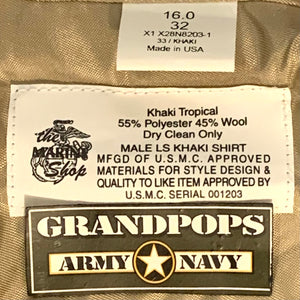 16.0
32
X1 X28N8203-1
33 / KHAKI
Made in USA
the
MARINE
Shop
Khaki Tropical
55% Polyester 45% Wool
Dry Clean Only
MALE LS KHAKI SHIRT
MFGD OF U.S.M.C. APPROVED
MATERIALS FOR STYLE DESIGN &
QUALITY TO LIKE ITEM APPROVED BY
U.S.M.C. SERIAL 001203
GRANDPOPS
ARMY NAVY